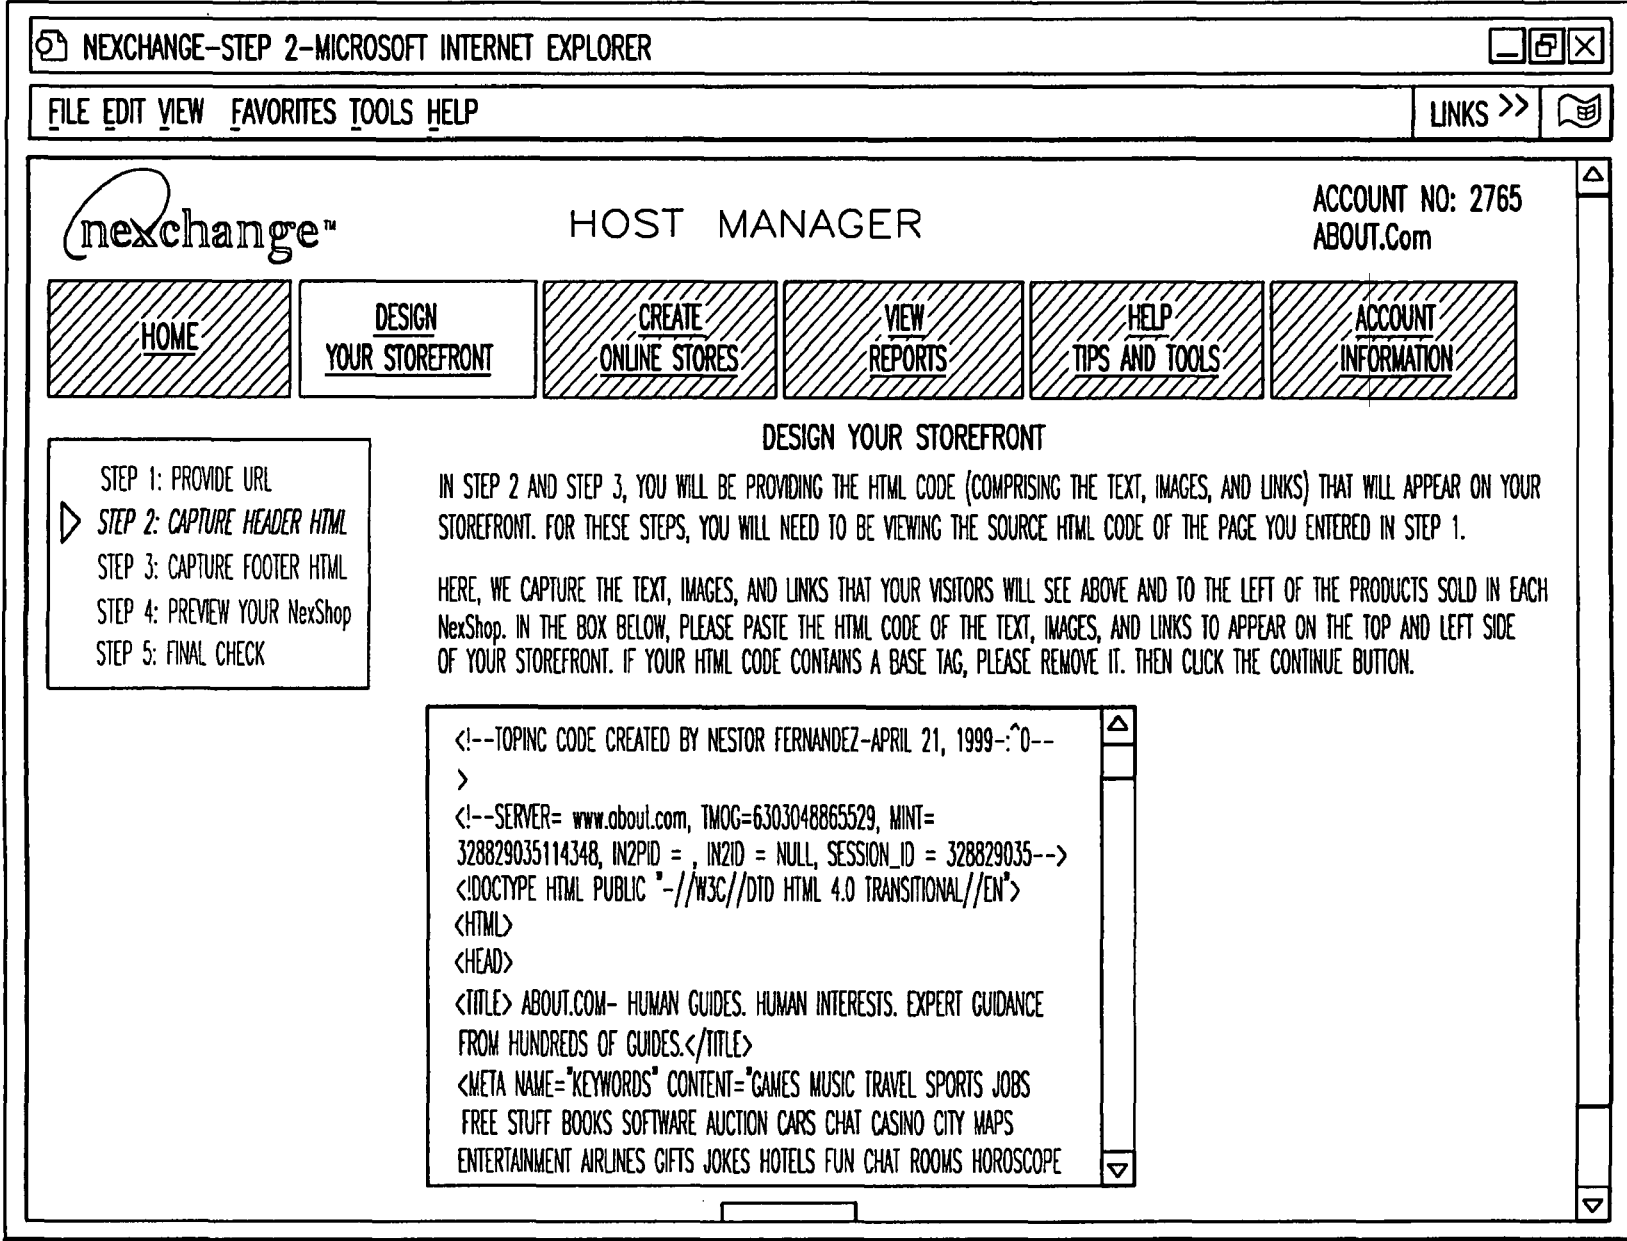 NEXCHANGE-STEP 2-MICROSOFT INTERNET EXPLORER
FILE EDIT VIEW FAVORITES TOOLS HELP
LINKS >>
nexchange™
HOST MANAGER
ACCOUNT NO: 2765
ABOUT.Com
HOME
DESIGN
YOUR STOREFRONT
CREATE
ONLINE STORES
VIEW
REPORTS
HELP
TIPS AND TOOLS
ACCOUNT
INFORMATION
STEP 1: PROVIDE URL
STEP 2: CAPTURE HEADER HTML
STEP 3: CAPTURE FOOTER HTML
STEP 4: PREVIEW YOUR NexShop
STEP 5: FINAL CHECK
DESIGN YOUR STOREFRONT
IN STEP 2 AND STEP 3, YOU WILL BE PROVIDING THE HTML CODE (COMPRISING THE TEXT, IMAGES, AND LINKS) THAT WILL APPEAR ON YOUR
STOREFRONT. FOR THESE STEPS, YOU WILL NEED TO BE VIEWING THE SOURCE HTML CODE OF THE PAGE YOU ENTERED IN STEP 1.
HERE, WE CAPTURE THE TEXT, IMAGES, AND LINKS THAT YOUR VISITORS WILL SEE ABOVE AND TO THE LEFT OF THE PRODUCTS SOLD IN EACH
NexShop. IN THE BOX BELOW, PLEASE PASTE THE HTML CODE OF THE TEXT, IMAGES, AND LINKS TO APPEAR ON THE TOP AND LEFT SIDE
OF YOUR STOREFRONT. IF YOUR HTML CODE CONTAINS A BASE TAG, PLEASE REMOVE IT. THEN CLICK THE CONTINUE BUTTON.
<!--TOPINC CODE CREATED BY NESTOR FERNANDEZ-APRIL 21, 1999-:^0--
>
<!--SERVER= www.about.com, TMOG=6303048865529, MINT=
328829035114348, IN2PID = , IN2ID = NULL, SESSION_ID = 328829035-->
<!DOCTYPE HTML PUBLIC "-//W3C//DTD HTML 4.0 TRANSITIONAL//EN">
<HTML>
<HEAD>
<TITLE> ABOUT.COM- HUMAN GUIDES. HUMAN INTERESTS. EXPERT GUIDANCE
FROM HUNDREDS OF GUIDES.</TITLE>
<META NAME="KEYWORDS" CONTENT="GAMES MUSIC TRAVEL SPORTS JOBS
FREE STUFF BOOKS SOFTWARE AUCTION CARS CHAT CASINO CITY MAPS
ENTERTAINMENT AIRLINES GIFTS JOKES HOTELS FUN CHAT ROOMS HOROSCOPE